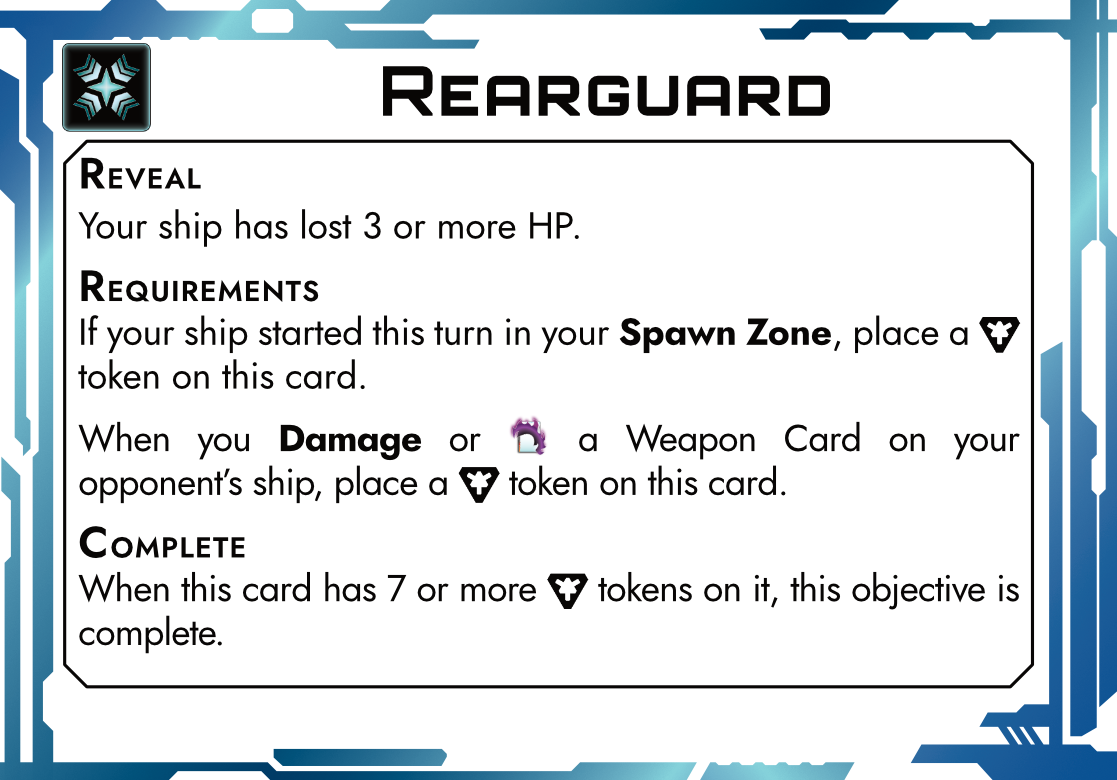 Rearguard
Reveal
Your ship has lost 3 or more HP.
Requirements
If your ship started this turn in your Spawn Zone, place a
token on this card.
When you Damage or a Weapon Card on your
opponent's ship, place a token on this card.
Complete
When this card has 7 or more tokens on it, this objective is
complete.